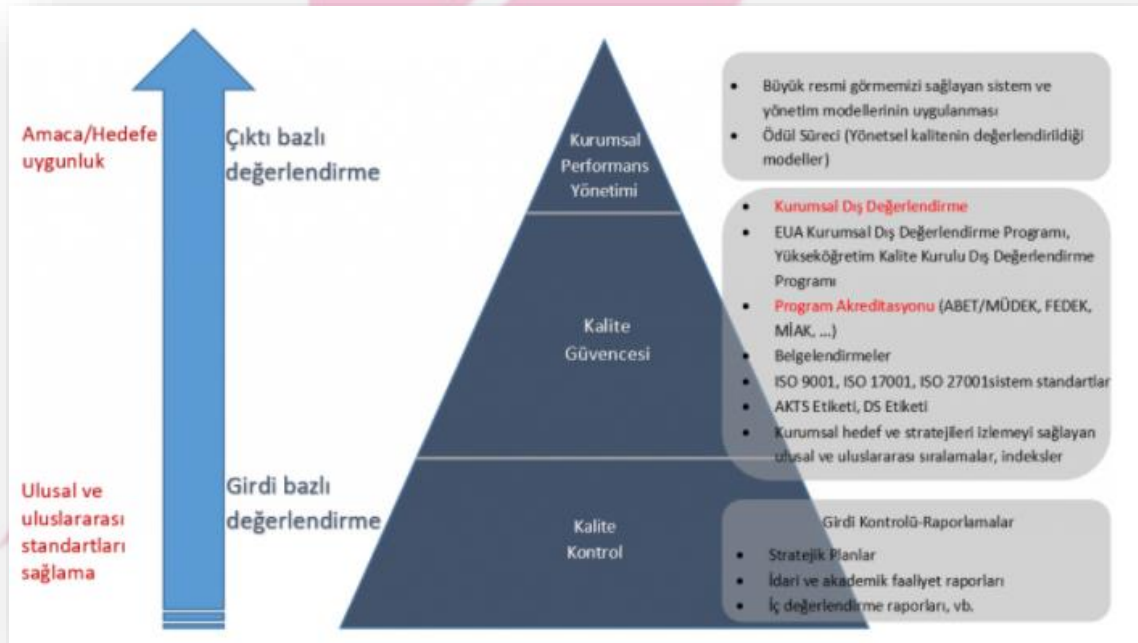 Amaca/Hedefe
uygunluk
Çıktı bazlı
değerlendirme
Ulusal ve
uluslararası
standartları
sağlama
Girdi bazlı
değerlendirme
Kurumsal
Performans
Yönetimi
Kalite
Güvencesi
Kalite
Kontrol
• Büyük resmi görmemizi sağlayan sistem ve
yönetim modellerinin uygulanması
• Ödül Süreci (Yönetsel kalitenin değerlendirildiği
modeller)
• Kurumsal Dış Değerlendirme
• EUA Kurumsal Dış Değerlendirme Programı,
Yükseköğretim Kalite Kurulu Dış Değerlendirme
Programı
• Program Akreditasyonu (ABET/MÜDEK, FEDEK,
MİAK, ...)
• Belgelendirmeler
• ISO 9001, ISO 17001, ISO 27001sistem standartlar
• AKTS Etiketi, DS Etiketi
• Kurumsal hedef ve stratejileri izlemeyi sağlayan
ulusal ve uluslararası sıralamalar, indeksler
Girdi Kontrolü-Raporlamalar
• Stratejik Planlar
• İdari ve akademik faaliyet raporları
• İç değerlendirme raporları, vb.